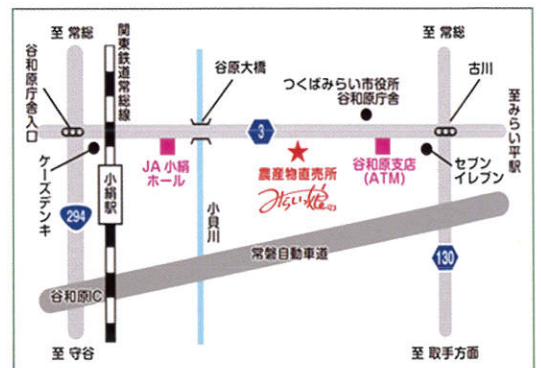 至 常総
関東鉄道常総線
谷和原庁舎入口
谷原大橋
つくばみらい市役所
谷和原庁舎
至 常総
古川
至みらい平駅
3
ケーズデンキ
JA 小絹
ホール
農産物直売所
みらいっ娘
谷和原支店
(ATM)
セブン
イレブン
294
小絹駅
小貝川
常磐自動車道
130
谷和原IC
至 守谷
至 取手方面